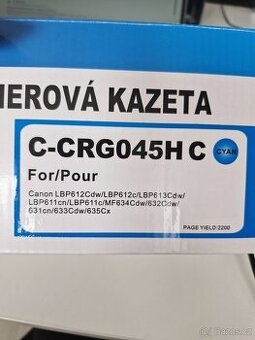 NEROVÁ KAZETA
C-CRG045H C
CYAN
For/Pour
Canon LBP612Cdw/LBP612c/LBP613Cdw/
LBP611cn/LBP611c/MF634Cdw/632Cdw/
631cn/633Cdw/635Cx
PAGE YIELD:2200